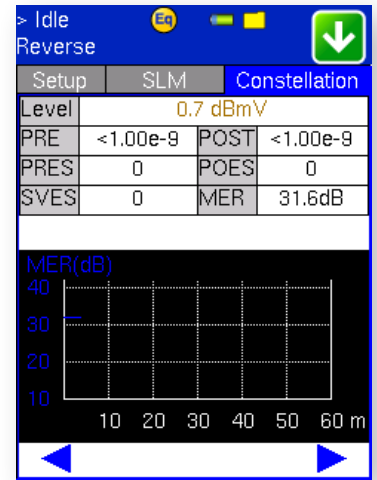 > Idle Eq
Reverse
Setup SLM Constellation
Level 0.7 dBmV
PRE <1.00e-9 POST <1.00e-9
PRES 0 POES 0
SVES 0 MER 31.6dB
MER(dB)
40
30
20
10
10 20 30 40 50 60 m